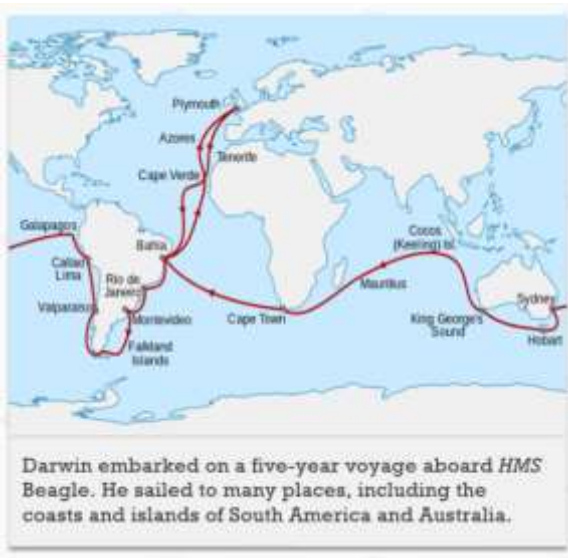 Plymouth
Azores
Tenerife
Cape Verde
Galapagos
Bahia
Cocos
(Keeling) Isl.
Callao
Lima
Rio de
Janeiro
Mauritius
Valparaiso
Sydney
Montevideo
Cape Town
King George's
Sound
Hobart
Falkland
Islands
Darwin embarked on a five-year voyage aboard HMS
Beagle. He sailed to many places, including the
coasts and islands of South America and Australia.